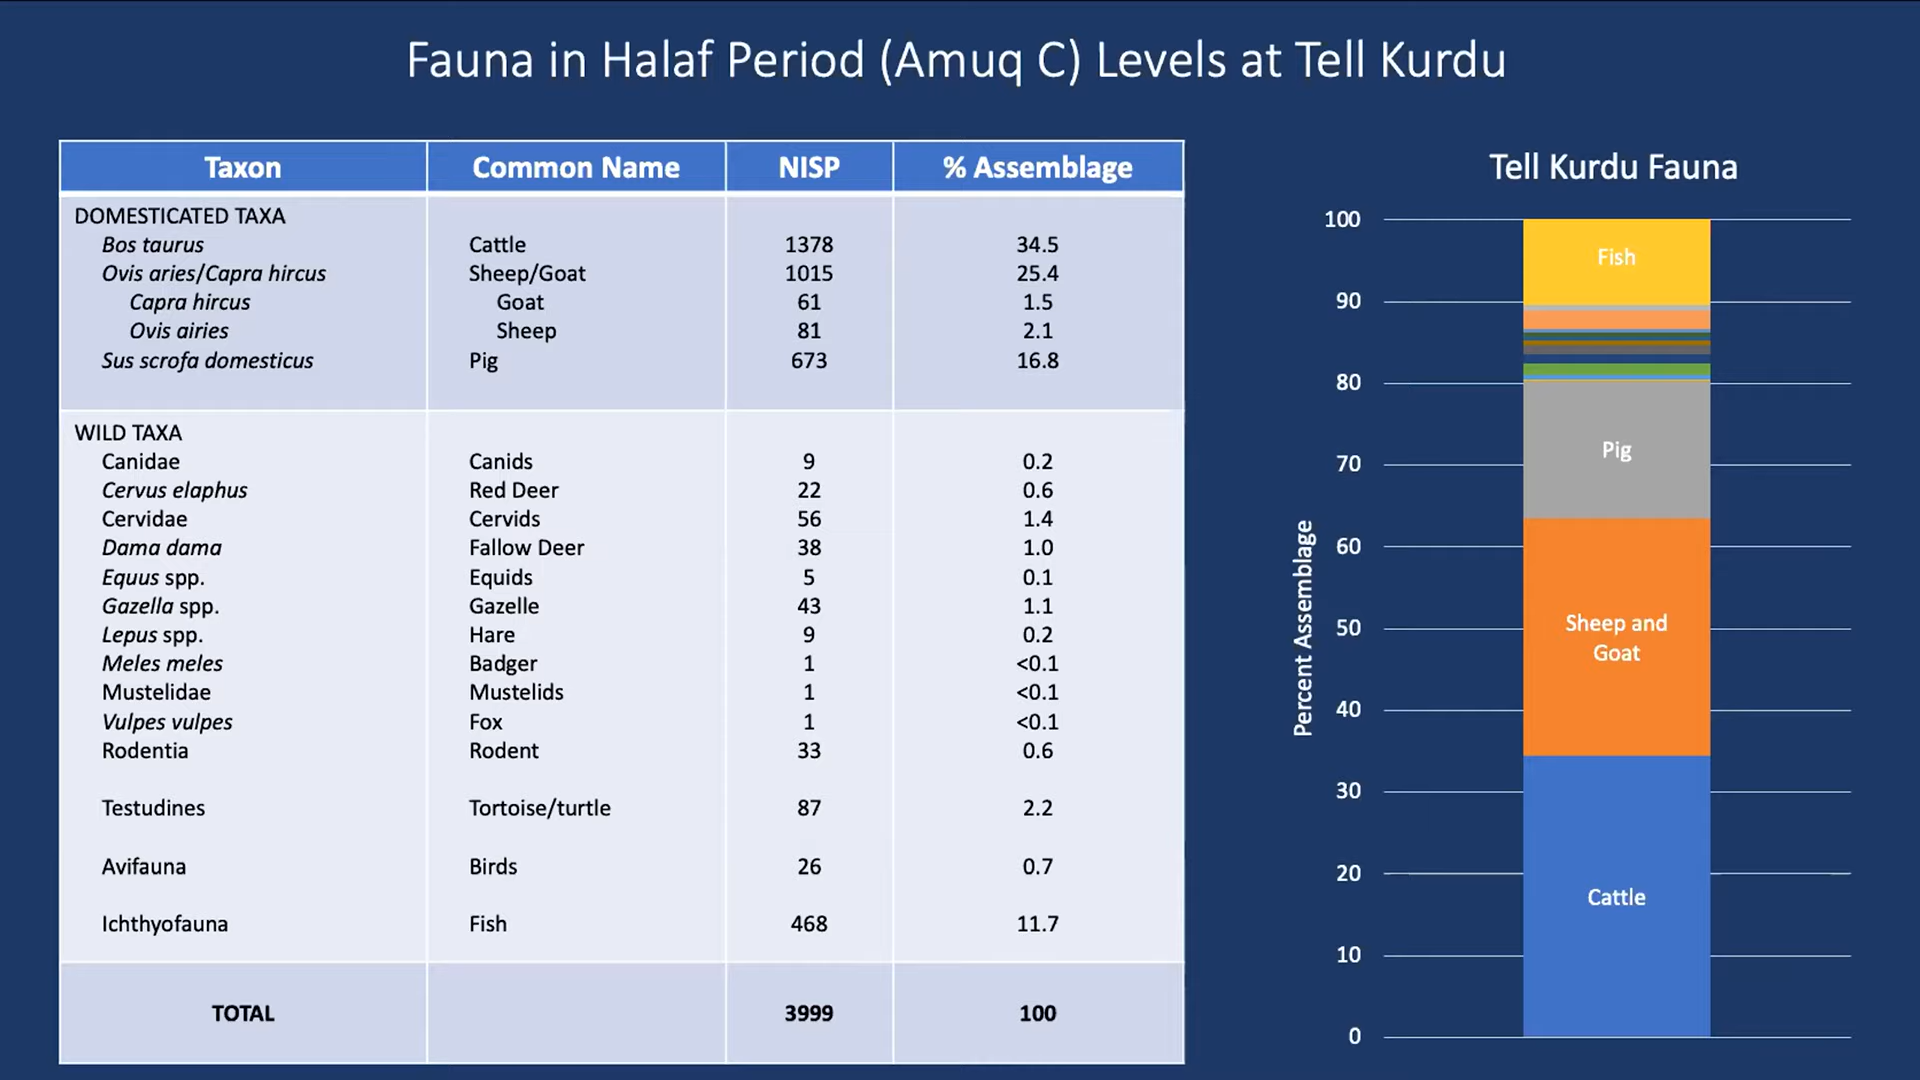 Fauna in Halaf Period (Amuq C) Levels at Tell Kurdu
Taxon Common Name NISP % Assemblage
DOMESTICATED TAXA
Bos taurus Cattle 1378 34.5
Ovis aries/Capra hircus Sheep/Goat 1015 25.4
Capra hircus Goat 61 1.5
Ovis airies Sheep 81 2.1
Sus scrofa domesticus Pig 673 16.8
WILD TAXA
Canidae Canids 9 0.2
Cervus elaphus Red Deer 22 0.6
Cervidae Cervids 56 1.4
Dama dama Fallow Deer 38 1.0
Equus spp. Equids 5 0.1
Gazella spp. Gazelle 43 1.1
Lepus spp. Hare 9 0.2
Meles meles Badger 1 <0.1
Mustelidae Mustelids 1 <0.1
Vulpes vulpes Fox 1 <0.1
Rodentia Rodent 33 0.6
Testudines Tortoise/turtle 87 2.2
Avifauna Birds 26 0.7
Ichthyofauna Fish 468 11.7
TOTAL 3999 100
Tell Kurdu Fauna
Percent Assemblage
100
90
80
70
60
50
40
30
20
10
0
Fish
Pig
Sheep and
Goat
Cattle